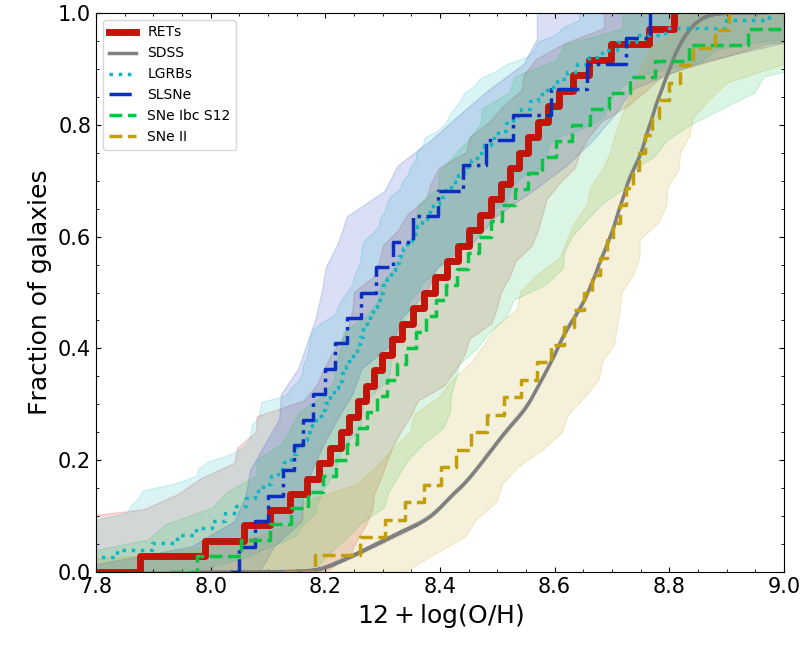 1.0
0.8
0.6
0.4
0.2
0.0
Fraction of galaxies
RETs
SDSS
LGRBs
SLSNe
SNe Ibc S12
SNe II
7.8 8.0 8.2 8.4 8.6 8.8 9.0
12 + log(O/H)